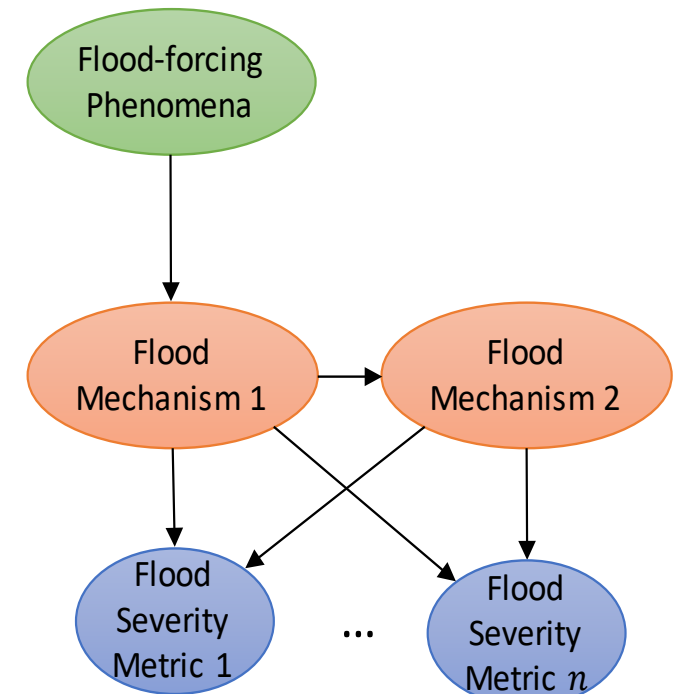 Flood-forcing
Phenomena
Flood
Mechanism 1
Flood
Mechanism 2
Flood
Severity
Metric 1
...
Flood
Severity
Metric n